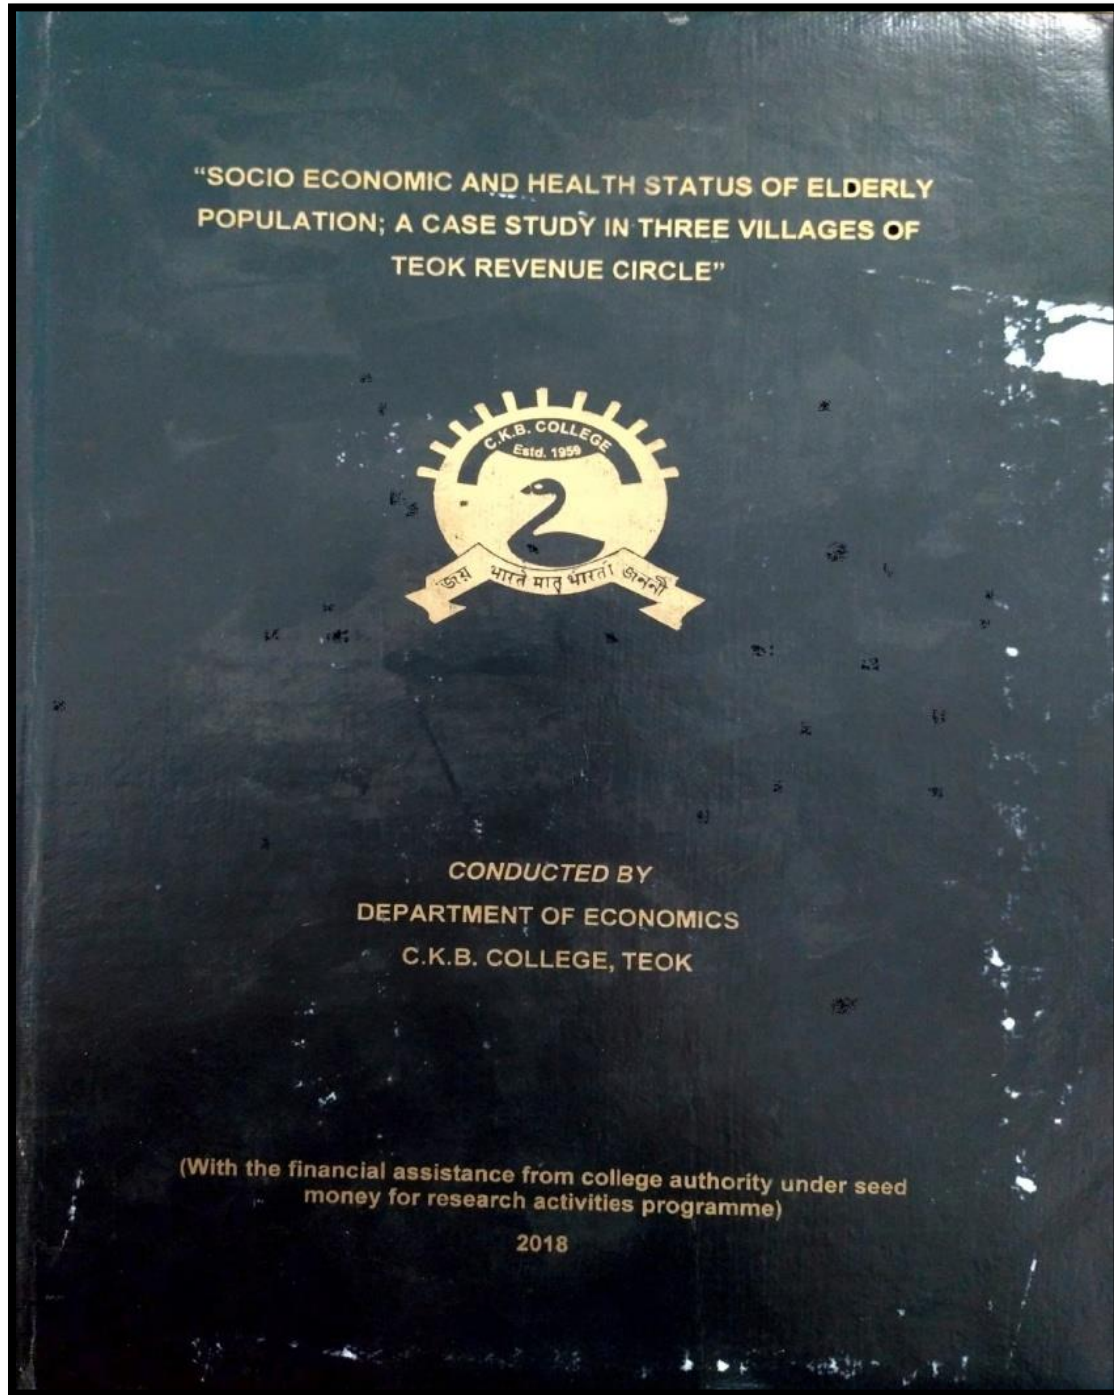 “SOCIO ECONOMIC AND HEALTH STATUS OF ELDERLY
POPULATION; A CASE STUDY IN THREE VILLAGES OF
TEOK REVENUE CIRCLE”
C.K.B. COLLEGE
Estd. 1959
জয় भारते मातृ भारती জননী
CONDUCTED BY
DEPARTMENT OF ECONOMICS
C.K.B. COLLEGE, TEOK
(With the financial assistance from college authority under seed
money for research activities programme)
2018